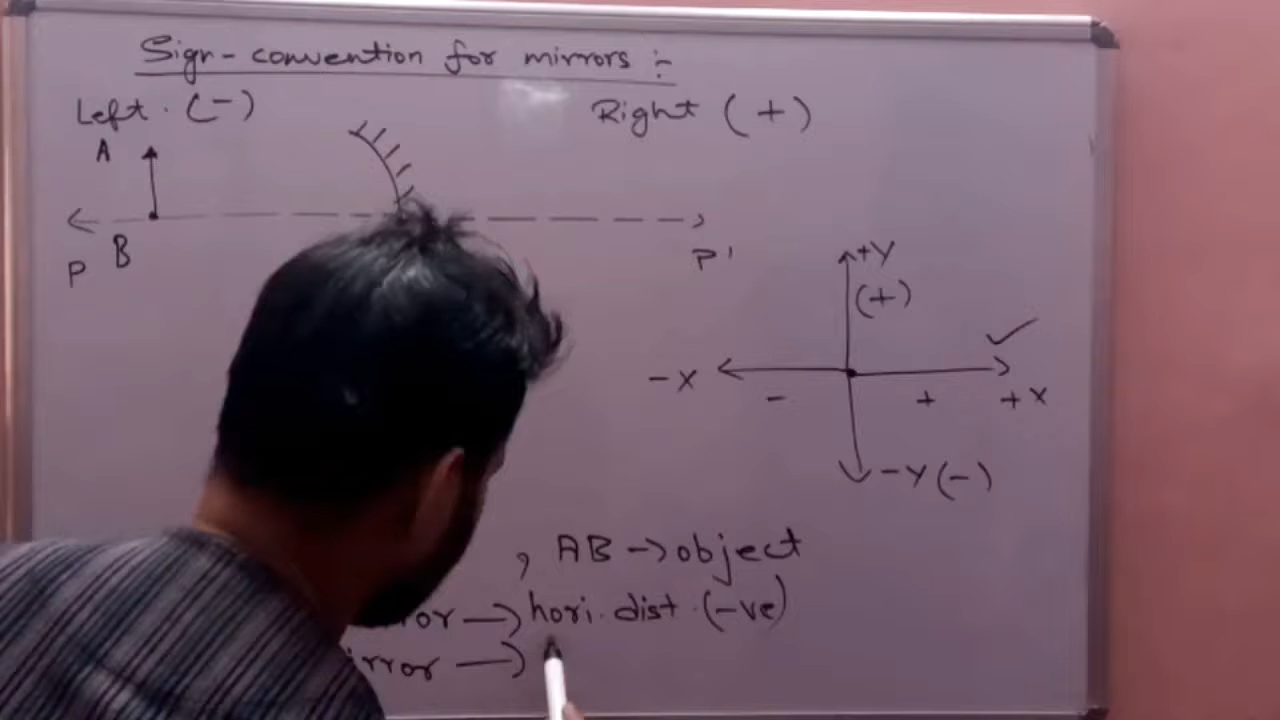 Sign-convention for mirrors :-
Left. (-)
Right (+)
A
B
P
P'
+Y
(+)
-X
-
+
+X
-Y (-)
, AB → object
→ hori. dist. (-ve)
→